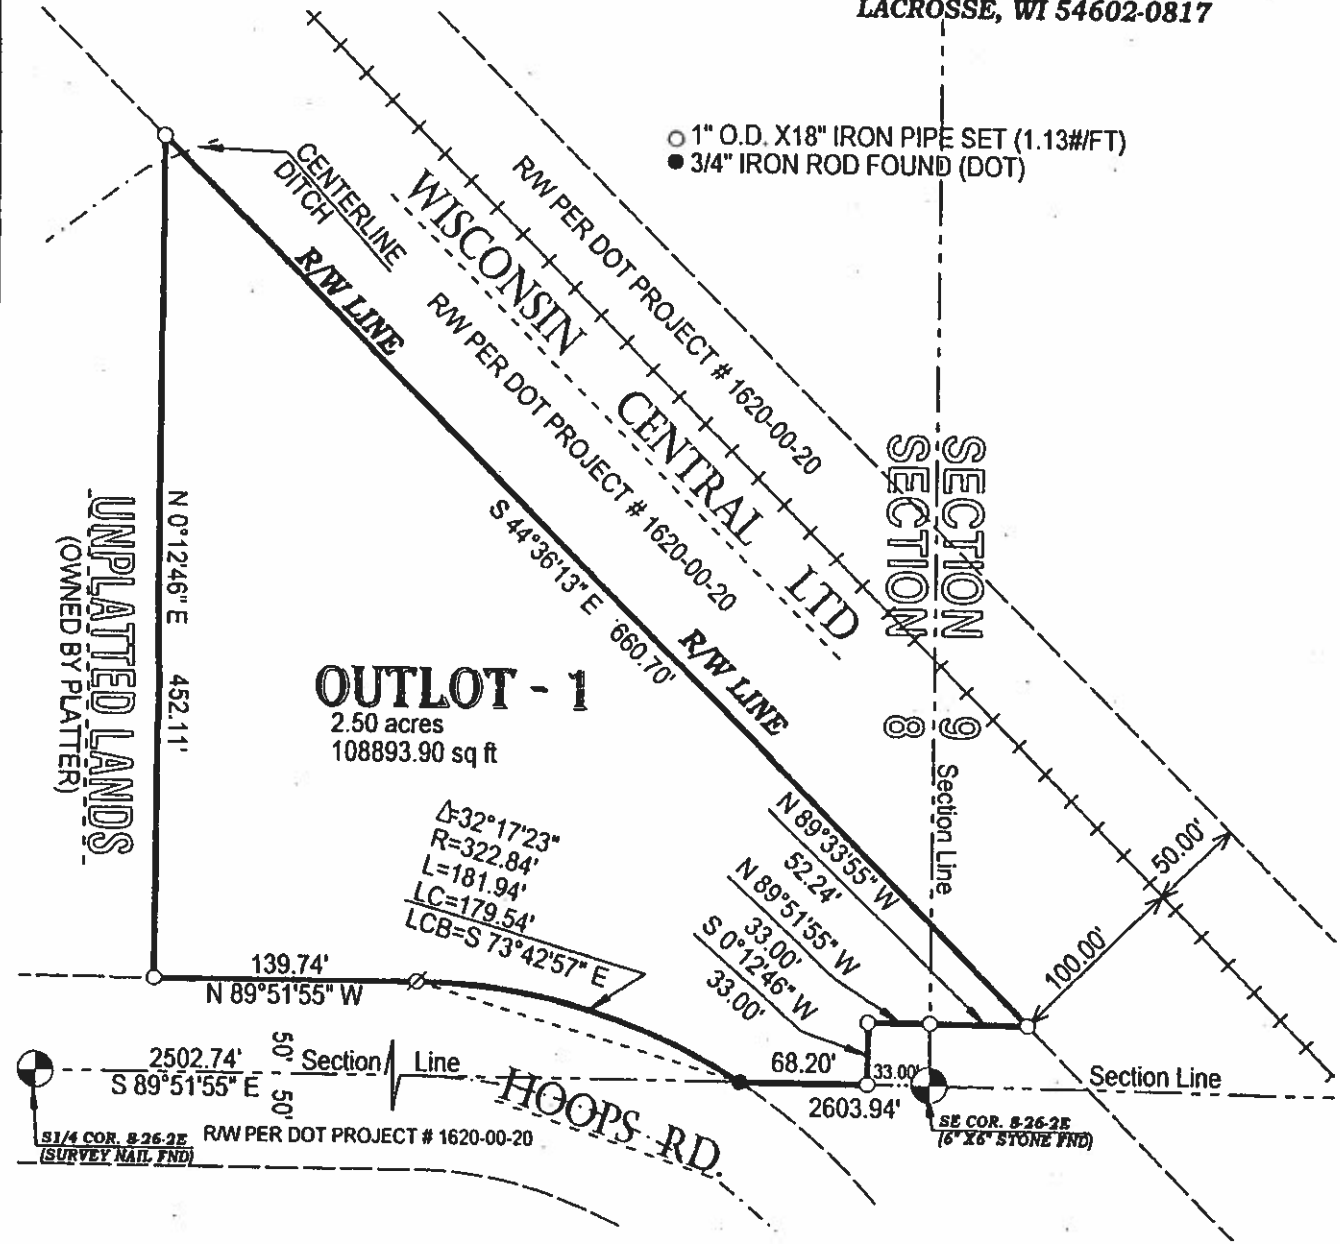 LACROSSE, WI 54602-0817
1" O.D. X18" IRON PIPE SET (1.13#/FT)
3/4" IRON ROD FOUND (DOT)
CENTERLINE
DITCH
R/W LINE
WISCONSIN CENTRAL LTD
R/W PER DOT PROJECT # 1620-00-20
R/W PER DOT PROJECT # 1620-00-20
S 44°36'13" E 660.70'
R/W LINE
SECTION 9
SECTION 8
Section Line
N 0°12'46" E 452.11'
UNPLATTED LANDS
(OWNED BY PLATTER)
OUTLOT - 1
2.50 acres
108893.90 sq ft
Δ=32°17'23"
R=322.84'
L=181.94'
LC=179.54'
LCB=S 73°42'57" E
N 89°33'55" W
52.24'
N 89°51'55" W
33.00'
S 0°12'46" W
33.00'
50.00'
100.00'
139.74'
N 89°51'55" W
2502.74'
S 89°51'55" E
50'
50'
Section Line
68.20'
33.00'
2603.94'
Section Line
HOOPS RD.
S1/4 COR. 8-26-2E
(SURVEY NAIL FND)
R/W PER DOT PROJECT # 1620-00-20
SE COR. 8-26-2E
(6" X6" STONE FND)